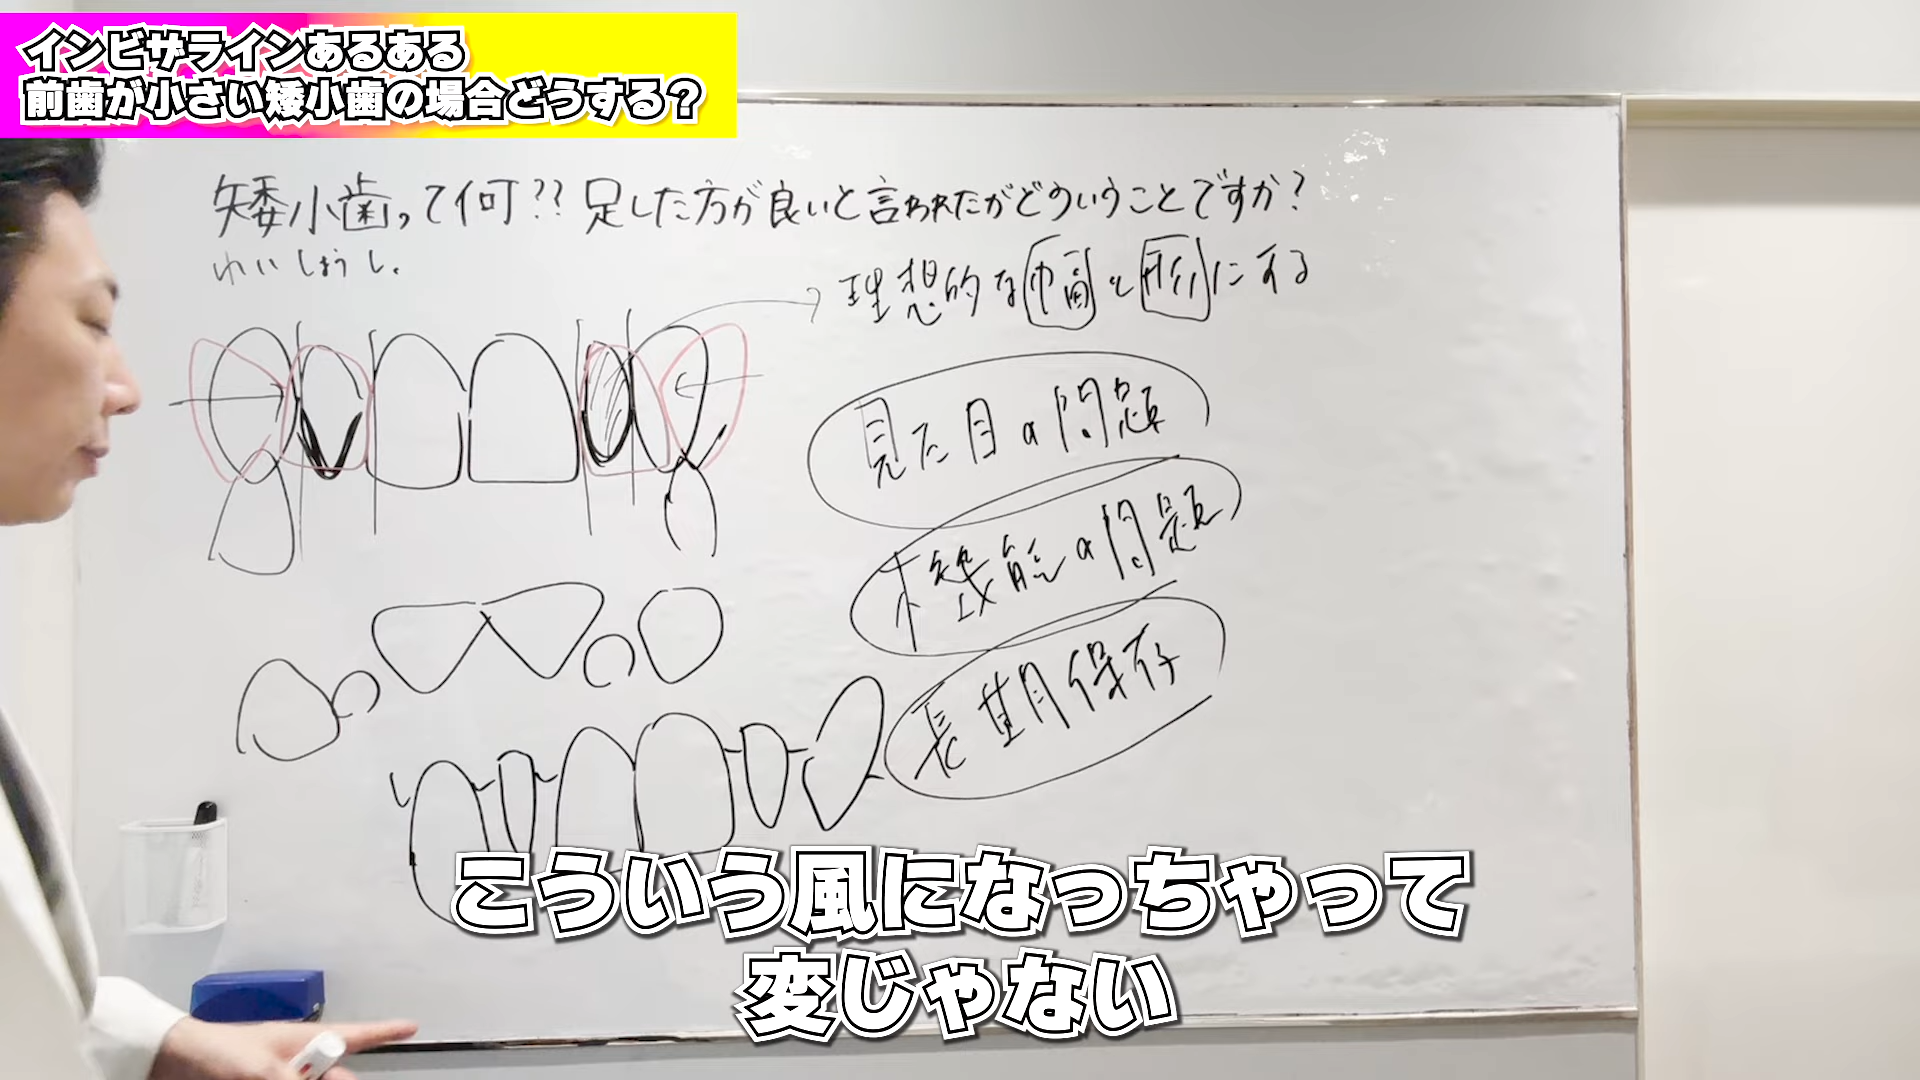 インビザラインあるある
前歯が小さい矮小歯の場合どうする？
矮小歯って何?? 足した方が良いと言われたがどういうことですか?
わいしょうし.
理想的な幅と形にする
見た目の問題
機能の問題
長期保存
こういう風になっちゃって
変じゃない